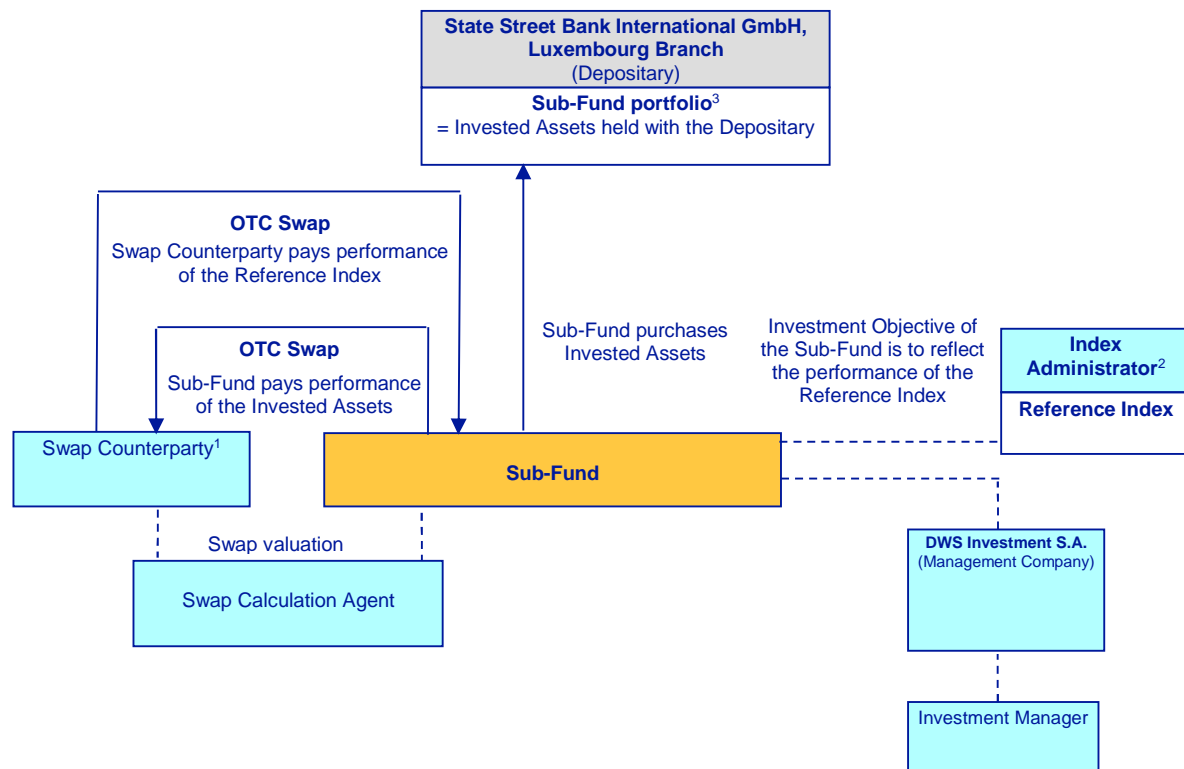 State Street Bank International GmbH,
Luxembourg Branch
(Depositary)
Sub-Fund portfolio³
= Invested Assets held with the Depositary
OTC Swap
Swap Counterparty pays performance
of the Reference Index
OTC Swap
Sub-Fund pays performance
of the Invested Assets
Sub-Fund purchases
Invested Assets
Investment Objective of
the Sub-Fund is to reflect
the performance of the
Reference Index
Index
Administrator²
Reference Index
Swap Counterparty¹
Sub-Fund
Swap valuation
Swap Calculation Agent
DWS Investment S.A.
(Management Company)
Investment Manager